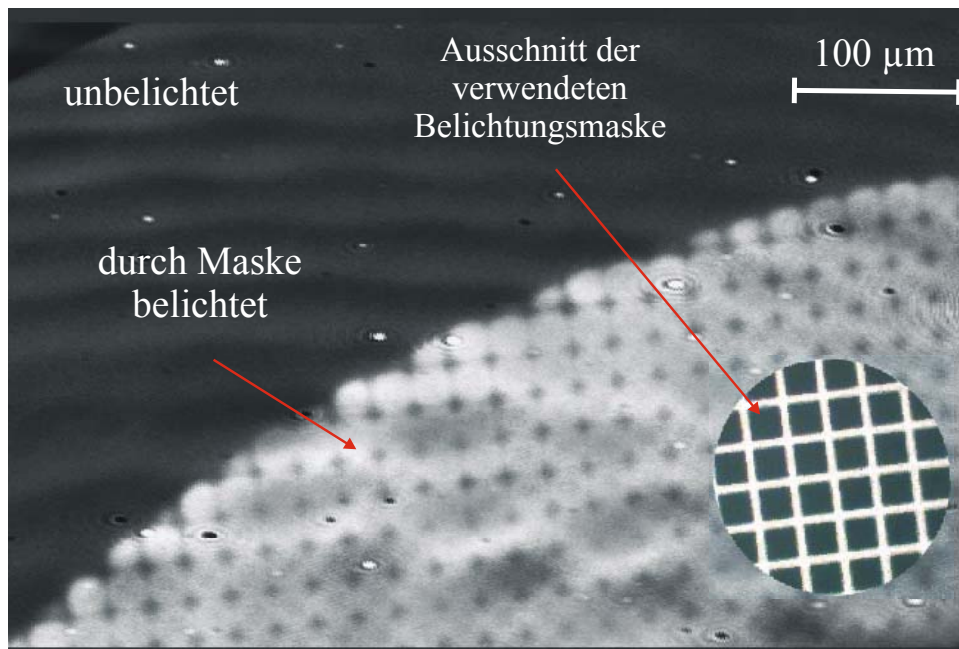 unbelichtet
Ausschnitt der
verwendeten
Belichtungsmaske
100 µm
durch Maske
belichtet